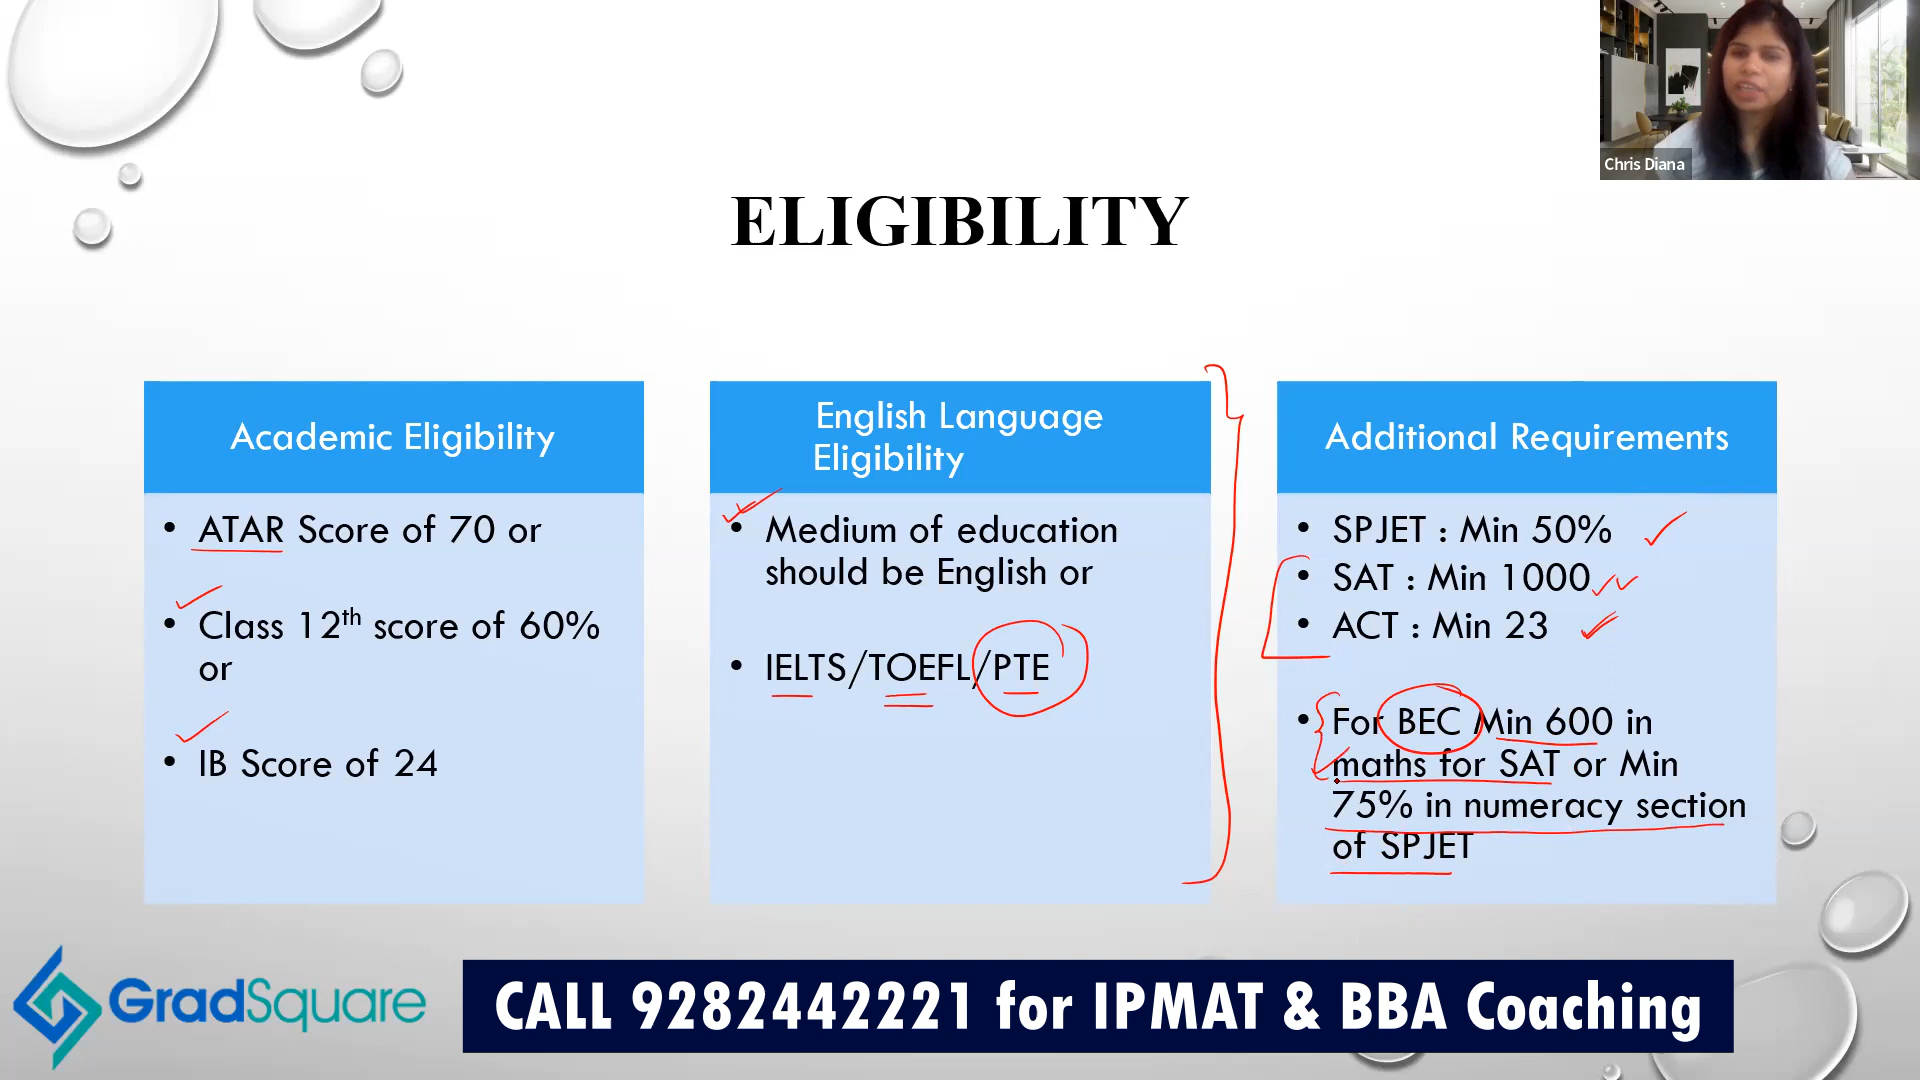 Chris Diana
ELIGIBILITY
Academic Eligibility
• ATAR Score of 70 or
• Class 12th score of 60%
or
• IB Score of 24
English Language
Eligibility
• Medium of education
should be English or
• IELTS/TOEFL/PTE
Additional Requirements
• SPJET : Min 50%
• SAT : Min 1000
• ACT : Min 23
• For BEC Min 600 in
maths for SAT or Min
75% in numeracy section
of SPJET
GradSquare
CALL 9282442221 for IPMAT & BBA Coaching